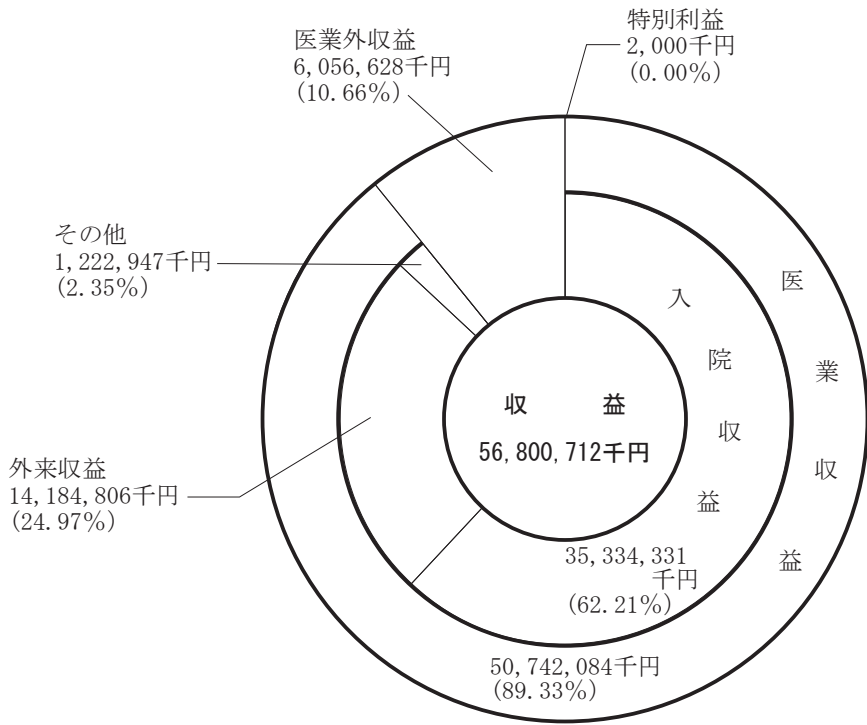 特別利益
2,000千円
(0.00%)
医業外収益
6,056,628千円
(10.66%)
その他
1,222,947千円
(2.35%)
外来収益
14,184,806千円
(24.97%)
収　益
56,800,712千円
入院収益
35,334,331
千円
(62.21%)
医業収益
50,742,084千円
(89.33%)